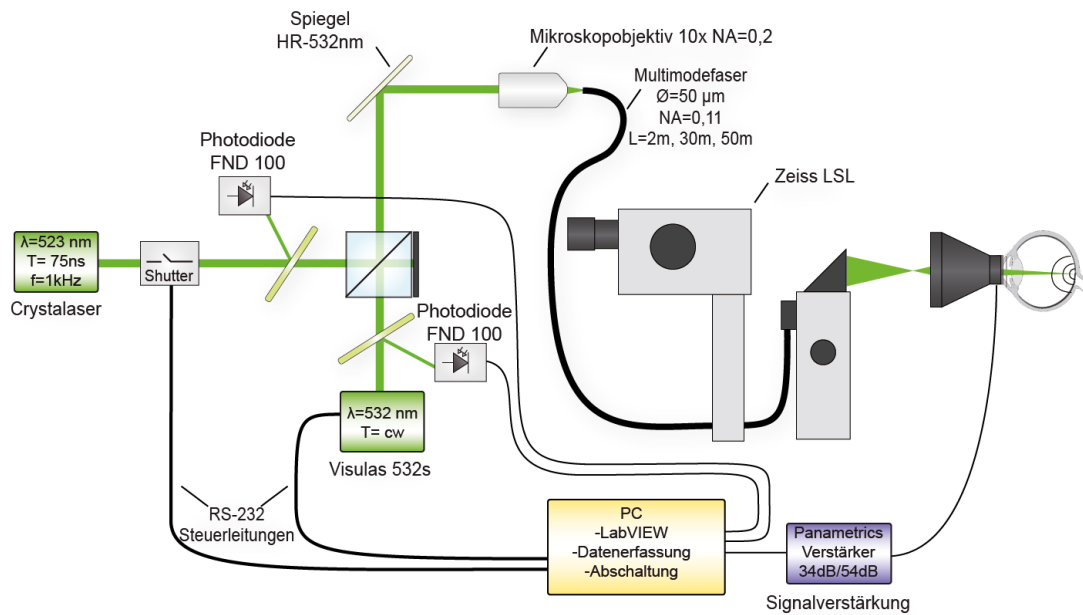 Spiegel
HR-532nm
Mikroskopobjektiv 10x NA=0,2
Multimodefaser
Ø=50 µm
NA=0,11
L=2m, 30m, 50m
Photodiode
FND 100
Zeiss LSL
λ=523 nm
T= 75ns
f=1kHz
Crystalaser
Shutter
Photodiode
FND 100
λ=532 nm
T= cw
Visulas 532s
RS-232
Steuerleitungen
PC
-LabVIEW
-Datenerfassung
-Abschaltung
Panametrics
Verstärker
34dB/54dB
Signalverstärkung